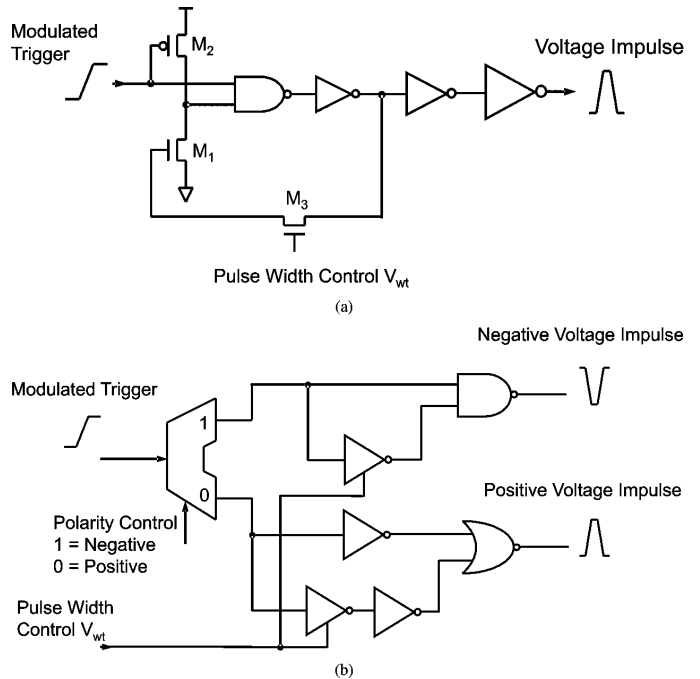 Modulated
Trigger
M2
Voltage Impulse
M1
M3
Pulse Width Control Vwt
(a)
Negative Voltage Impulse
Modulated Trigger
1
0
Positive Voltage Impulse
Polarity Control
1 = Negative
0 = Positive
Pulse Width
Control Vwt
(b)